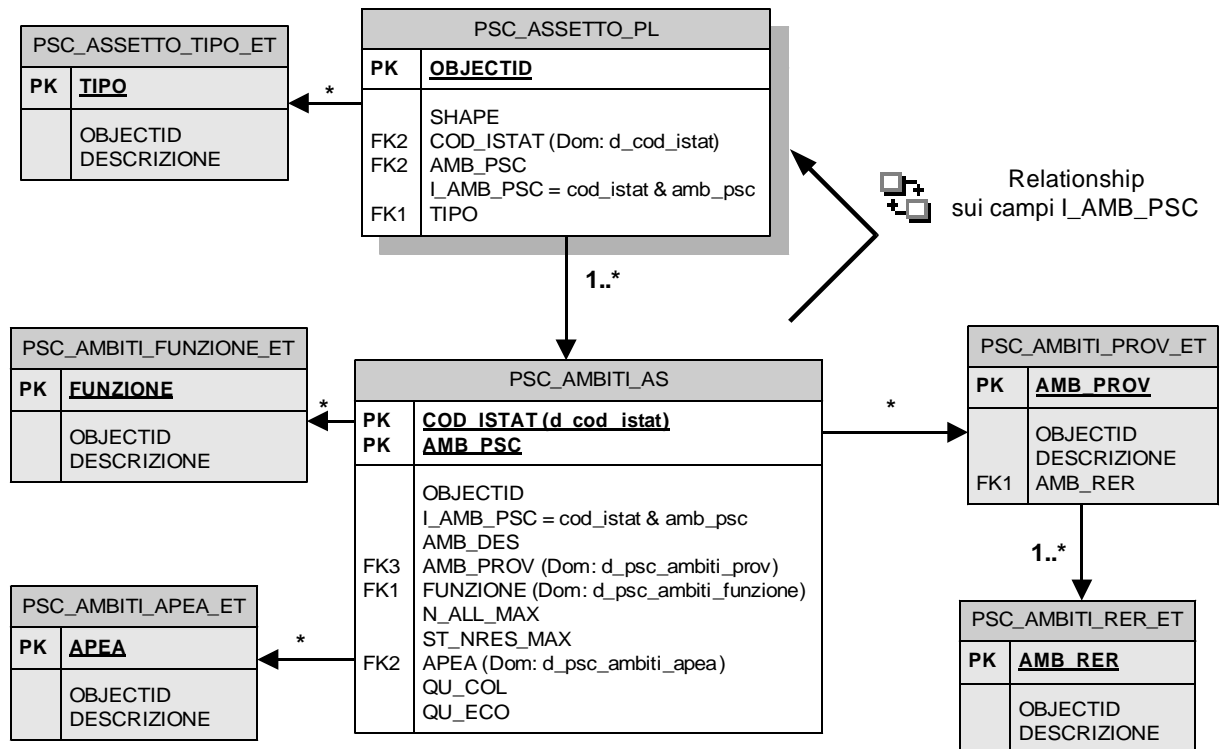 PSC_ASSETTO_TIPO_ET
PK TIPO
OBJECTID
DESCRIZIONE
*
PSC_ASSETTO_PL
PK OBJECTID
SHAPE
FK2 COD_ISTAT (Dom: d_cod_istat)
FK2 AMB_PSC
I_AMB_PSC = cod_istat & amb_psc
FK1 TIPO
Relationship
sui campi I_AMB_PSC
1..*
PSC_AMBITI_FUNZIONE_ET
PK FUNZIONE
OBJECTID
DESCRIZIONE
*
PSC_AMBITI_AS
PK COD_ISTAT (d_cod_istat)
PK AMB_PSC
OBJECTID
I_AMB_PSC = cod_istat & amb_psc
AMB_DES
FK3 AMB_PROV (Dom: d_psc_ambiti_prov)
FK1 FUNZIONE (Dom: d_psc_ambiti_funzione)
N_ALL_MAX
ST_NRES_MAX
FK2 APEA (Dom: d_psc_ambiti_apea)
QU_COL
QU_ECO
*
PSC_AMBITI_PROV_ET
PK AMB_PROV
OBJECTID
DESCRIZIONE
FK1 AMB_RER
1..*
PSC_AMBITI_APEA_ET
PK APEA
OBJECTID
DESCRIZIONE
*
PSC_AMBITI_RER_ET
PK AMB_RER
OBJECTID
DESCRIZIONE